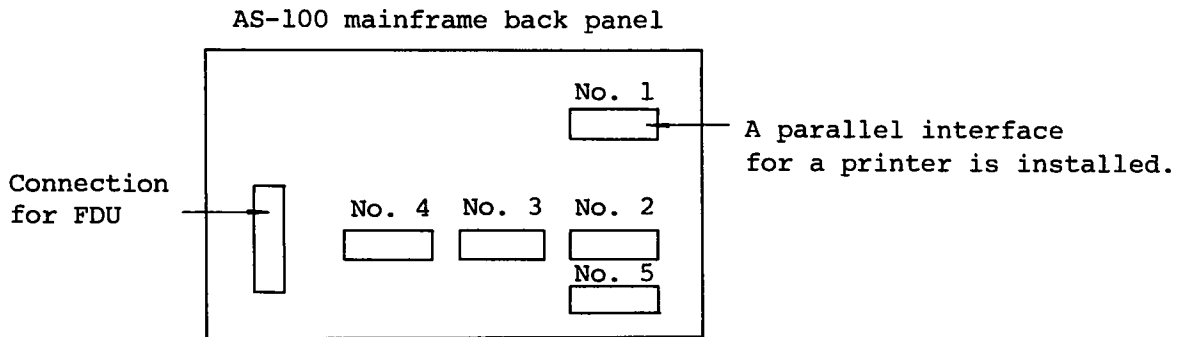 AS-100 mainframe back panel
No. 1
A parallel interface
for a printer is installed.
Connection
for FDU
No. 4 No. 3 No. 2
No. 5